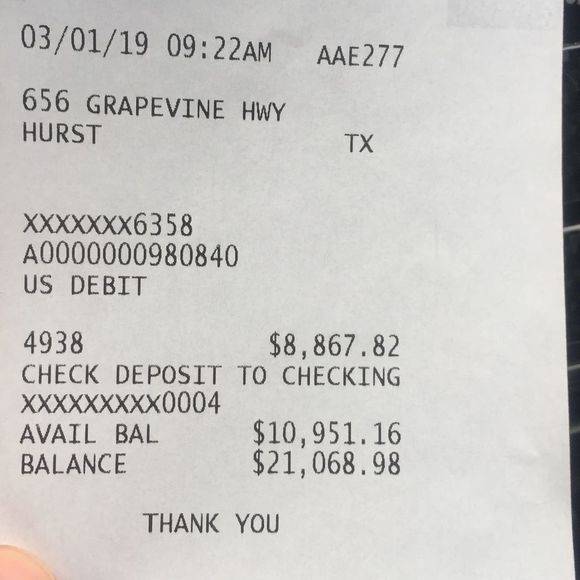 03/01/19 09:22AM AAE277
656 GRAPEVINE HWY
HURST TX
XXXXXXX6358
A0000000980840
US DEBIT
4938 $8,867.82
CHECK DEPOSIT TO CHECKING
XXXXXXXXX0004
AVAIL BAL $10,951.16
BALANCE $21,068.98
THANK YOU